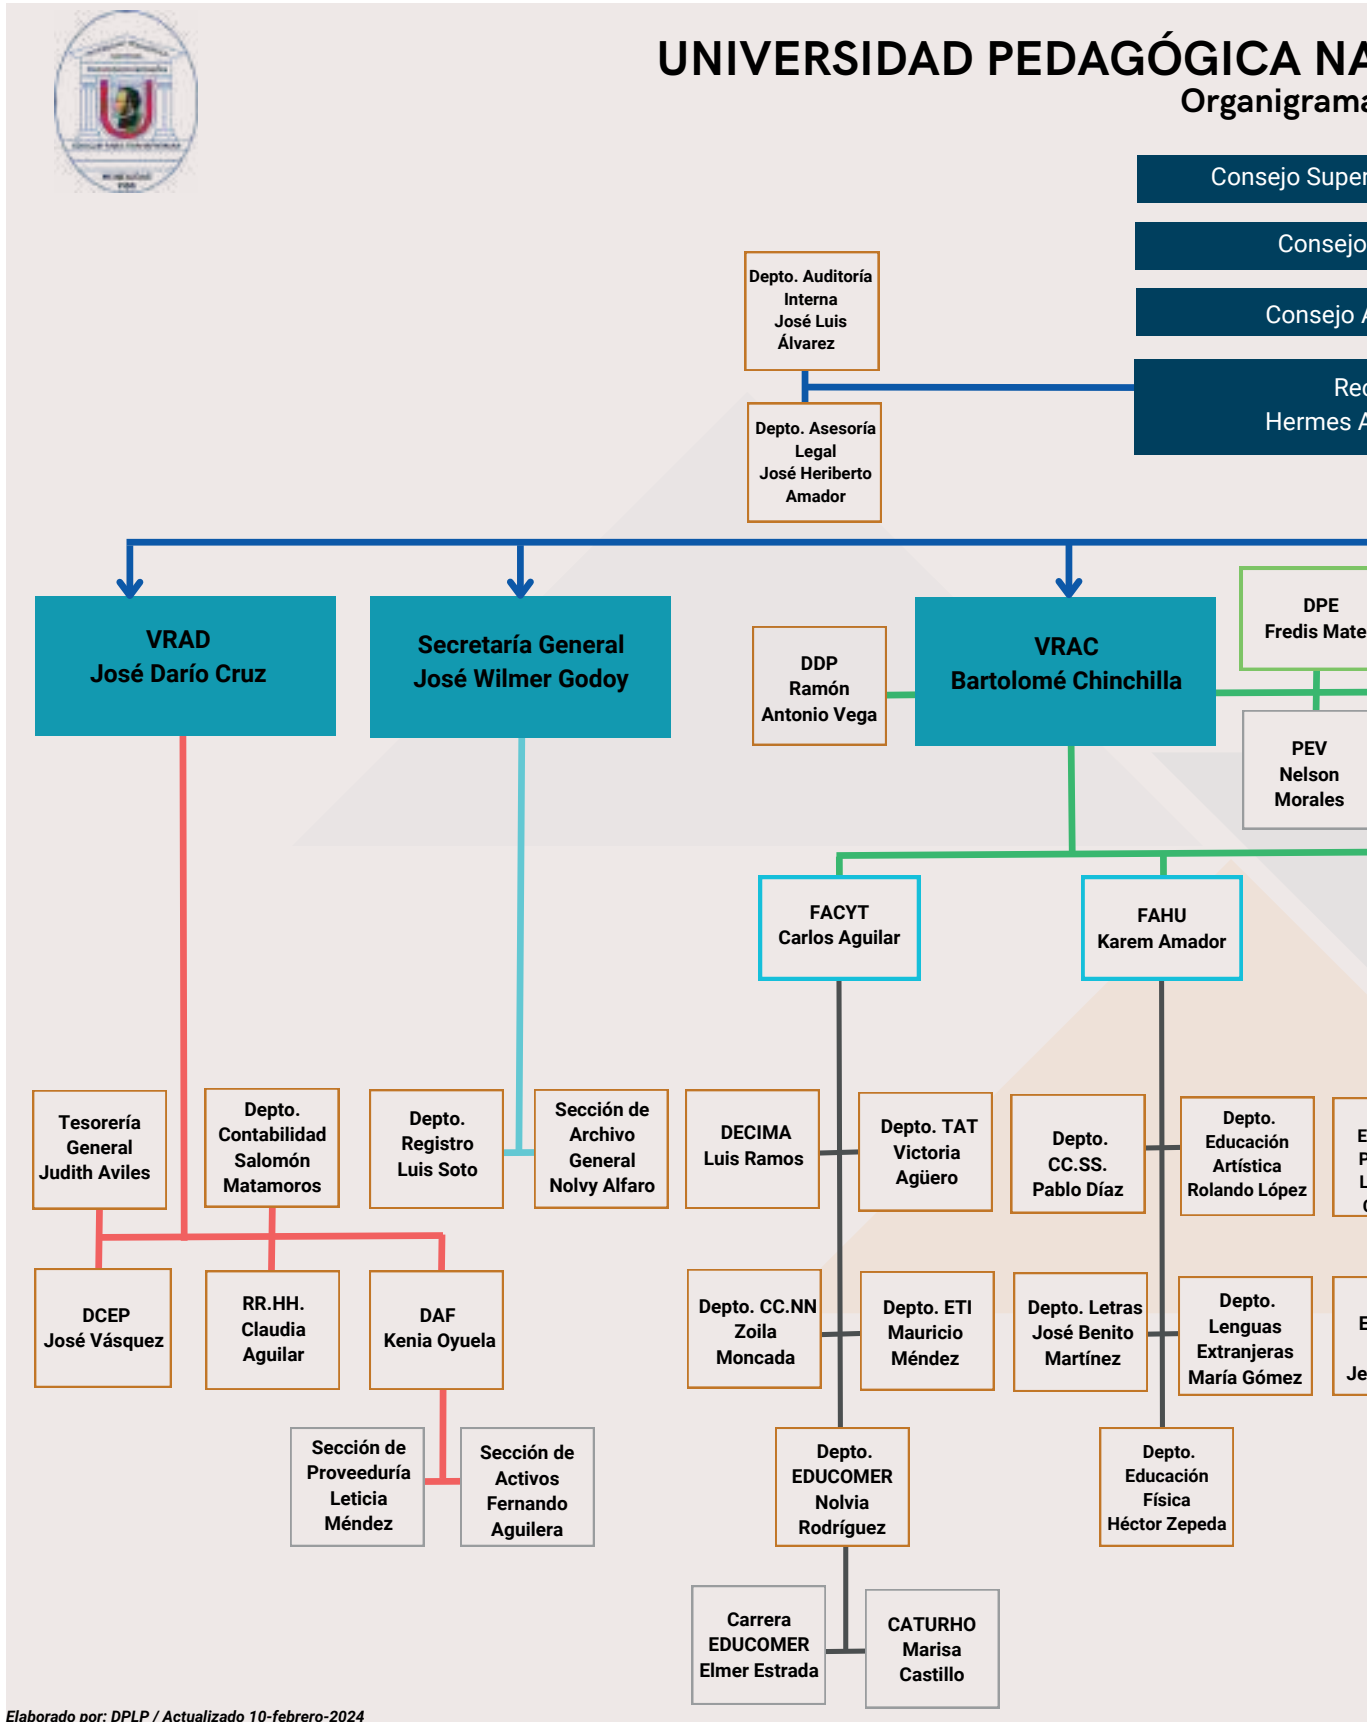 UNIVERSIDAD PEDAGÓGICA
Organigrama
Consejo
Consejo
Consejo
Hermes
Depto. Auditoría
Interna
José Luis
Álvarez
Depto. Asesoría
Legal
José Heriberto
Amador
VRAD
José Darío Cruz
Secretaría General
José Wilmer Godoy
DDP
Ramón
Antonio Vega
VRAC
Bartolomé Chinchilla
DPE
Fredis
PEV
Nelson
Morales
FACYT
Carlos Aguilar
FAHU
Karem Amador
Tesorería
General
Judith Aviles
Depto.
Contabilidad
Salomón
Matamoros
Depto.
Registro
Luis Soto
Sección de
Archivo
General
Nolvy Alfaro
DECIMA
Luis Ramos
Depto. TAT
Victoria
Agüero
Depto.
CC.SS.
Pablo Díaz
Depto.
Educación
Artística
Rolando López
DCEP
José Vásquez
RR.HH.
Claudia
Aguilar
DAF
Kenia Oyuela
Depto. CC.NN
Zoila
Moncada
Depto. ETI
Mauricio
Méndez
Depto. Letras
José Benito
Martínez
Depto.
Lenguas
Extranjeras
María Gómez
Sección de
Proveeduría
Leticia
Méndez
Sección de
Activos
Fernando
Aguilera
Depto.
EDUCOMER
Nolvia
Rodríguez
Depto.
Educación
Física
Héctor Zepeda
Carrera
EDUCOMER
Elmer Estrada
CATURHO
Marisa
Castillo
Elaborado por: DPLP / Actualizado 10-febrero-2024